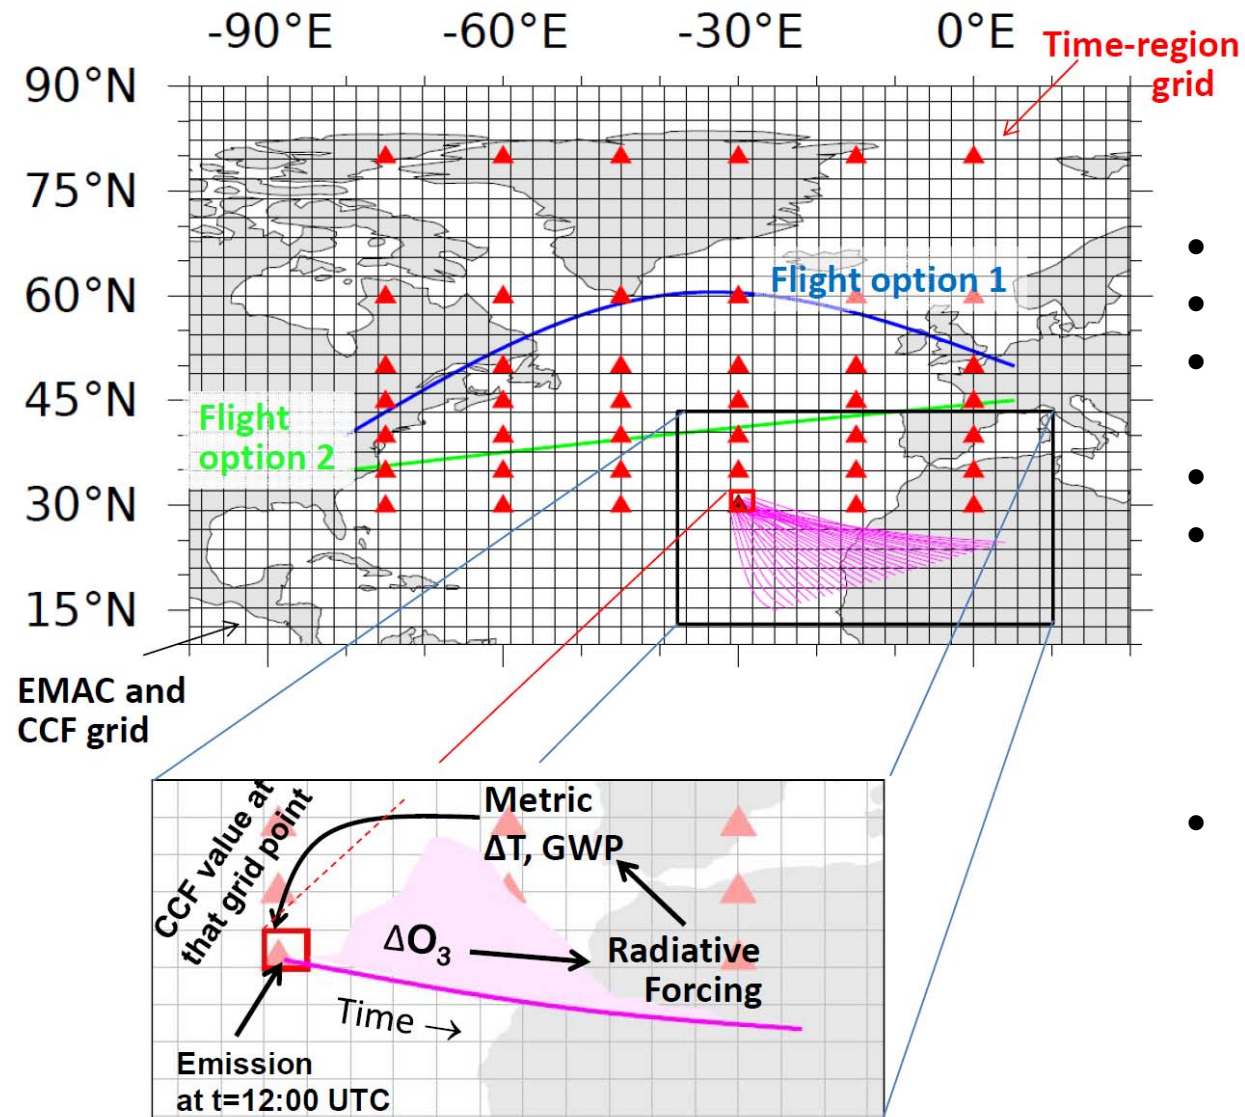 -90°E -60°E -30°E 0°E
Time-region
grid
90°N
75°N
60°N
45°N
30°N
15°N
Flight option 1
Flight
option 2
EMAC and
CCF grid
CCF value at
that grid point
Metric
ΔT, GWP
ΔO₃
Radiative
Forcing
Time →
Emission
at t=12:00 UTC
•
•
•
•
•
•